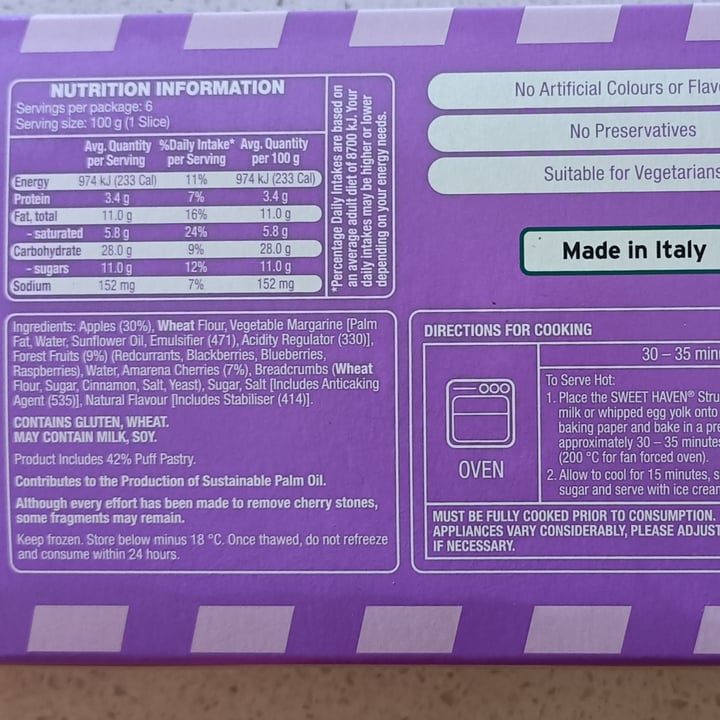 NUTRITION INFORMATION
Servings per package: 6
Serving size: 100 g (1 Slice)
Avg. Quantity %Daily Intake* Avg. Quantity
per Serving per Serving per 100 g
Energy 974 kJ (233 Cal) 11% 974 kJ (233 Cal)
Protein 3.4 g 7% 3.4 g
Fat, total 11.0 g 16% 11.0 g
- saturated 5.8 g 24% 5.8 g
Carbohydrate 28.0 g 9% 28.0 g
- sugars 11.0 g 12% 11.0 g
Sodium 152 mg 7% 152 mg
*Percentage Daily Intakes are based on
an average adult diet of 8700 kJ. Your
daily intakes may be higher or lower
depending on your energy needs.
Ingredients: Apples (30%), Wheat Flour, Vegetable Margarine [Palm
Fat, Water, Sunflower Oil, Emulsifier (471), Acidity Regulator (330)],
Forest Fruits (9%) (Redcurrants, Blackberries, Blueberries,
Raspberries), Water, Amarena Cherries (7%), Breadcrumbs (Wheat
Flour, Sugar, Cinnamon, Salt, Yeast), Sugar, Salt [Includes Anticaking
Agent (535)], Natural Flavour [Includes Stabiliser (414)].
CONTAINS GLUTEN, WHEAT.
MAY CONTAIN MILK, SOY.
Product Includes 42% Puff Pastry.
Contributes to the Production of Sustainable Palm Oil.
Although every effort has been made to remove cherry stones,
some fragments may remain.
Keep frozen. Store below minus 18 °C. Once thawed, do not refreeze
and consume within 24 hours.
No Artificial Colours or Flav
No Preservatives
Suitable for Vegetarians
Made in Italy
DIRECTIONS FOR COOKING
30 – 35 min
To Serve Hot:
1. Place the SWEET HAVEN® Stru
milk or whipped egg yolk onto
baking paper and bake in a pre
approximately 30 – 35 minutes
(200 °C for fan forced oven).
2. Allow to cool for 15 minutes, s
sugar and serve with ice cream
OVEN
MUST BE FULLY COOKED PRIOR TO CONSUMPTION.
APPLIANCES VARY CONSIDERABLY, PLEASE ADJUST
IF NECESSARY.